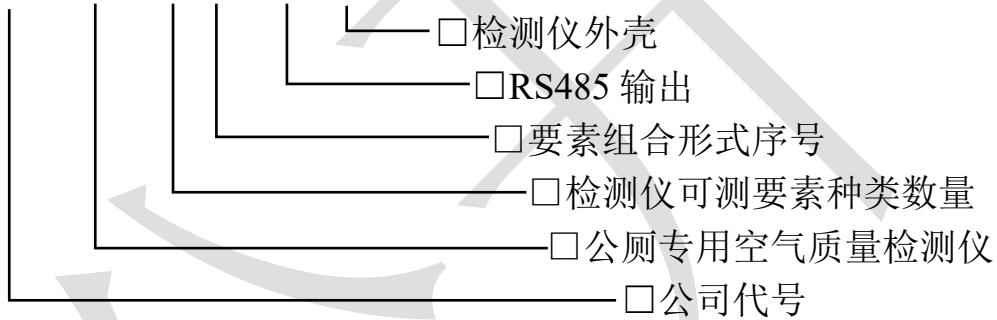 □检测仪外壳
□RS485 输出
□要素组合形式序号
□检测仪可测要素种类数量
□公厕专用空气质量检测仪
□公司代号